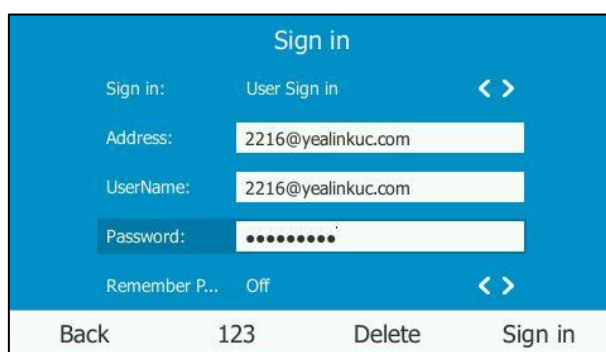 Sign in
Sign in: User Sign in < >
Address: 2216@yealinkuc.com
UserName: 2216@yealinkuc.com
Password: ●●●●●●●●●
Remember P... Off < >
Back 123 Delete Sign in